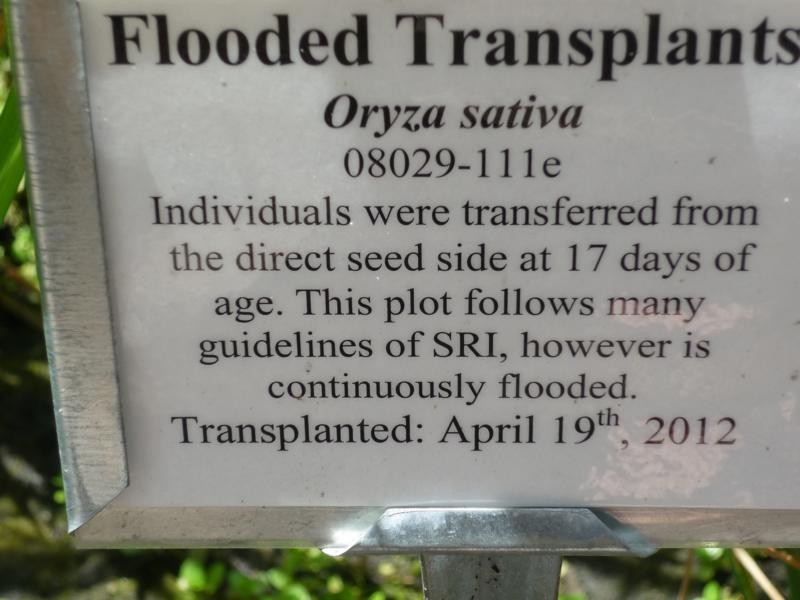 Flooded Transplants
Oryza sativa
08029-111e
Individuals were transferred from
the direct seed side at 17 days of
age. This plot follows many
guidelines of SRI, however is
continuously flooded.
Transplanted: April 19th, 2012